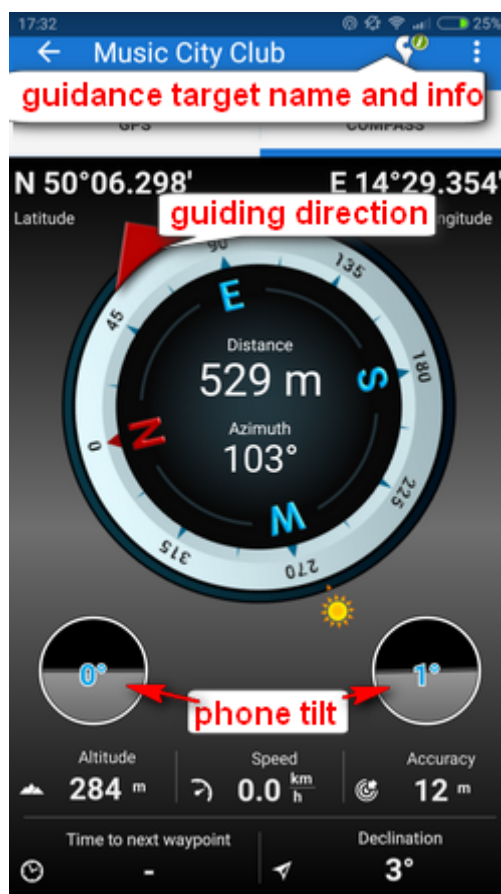 17:32 25%
Music City Club
guidance target name and info
GPS COMPASS
N 50°06.298' E 14°29.354'
Latitude ngitude
guiding direction
90
135
45
E
Distance
529 m
S
180
Azimuth
103°
N
0
W
225
315
270
0° 1°
phone tilt
Altitude Speed Accuracy
284 m 0.0 km/h 12 m
Time to next waypoint Declination
- 3°